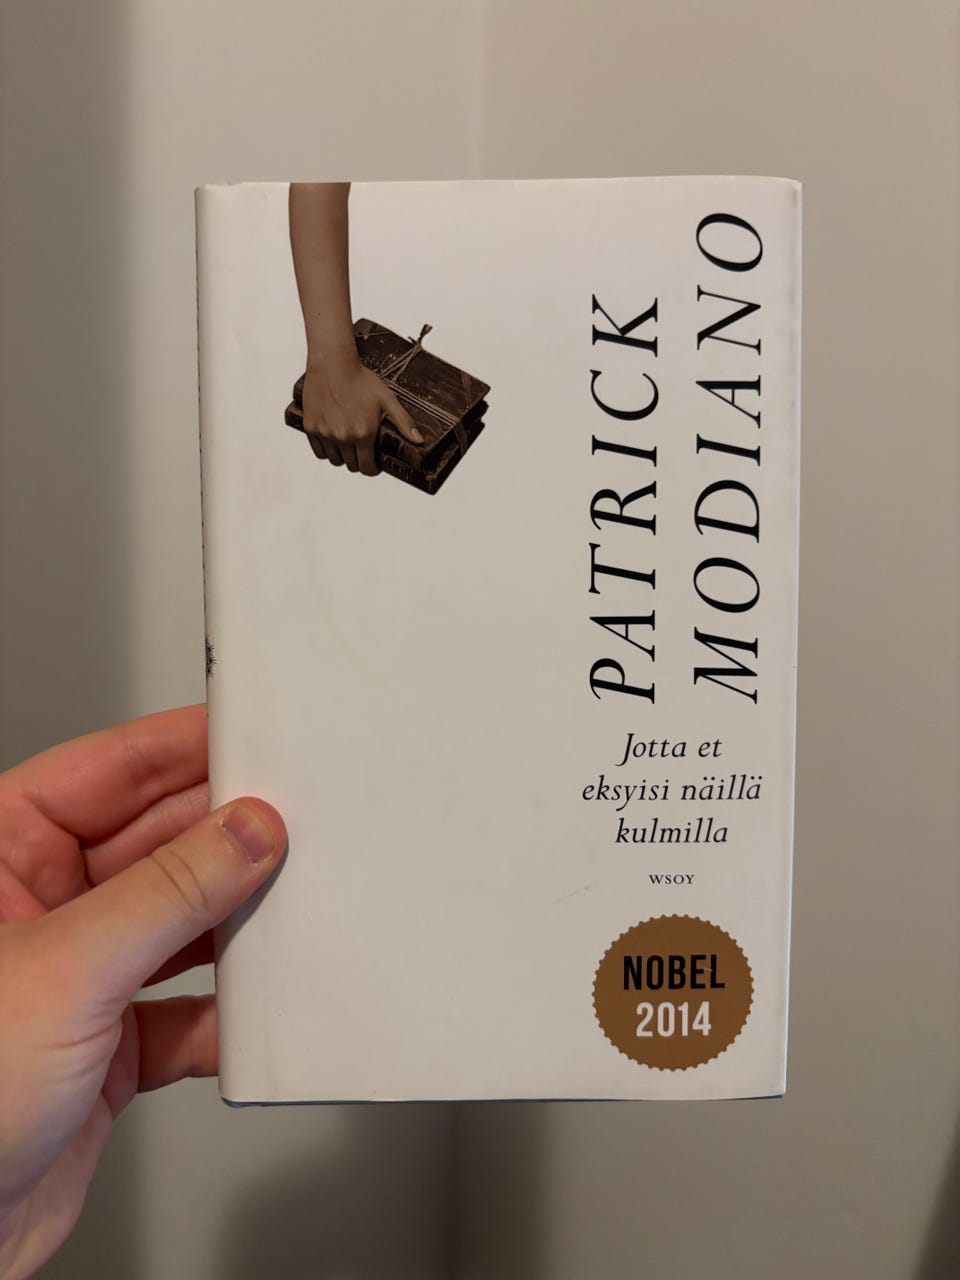 PATRICK
MODIANO
Jotta et
eksyisi näillä
kulmilla
WSOY
NOBEL
2014